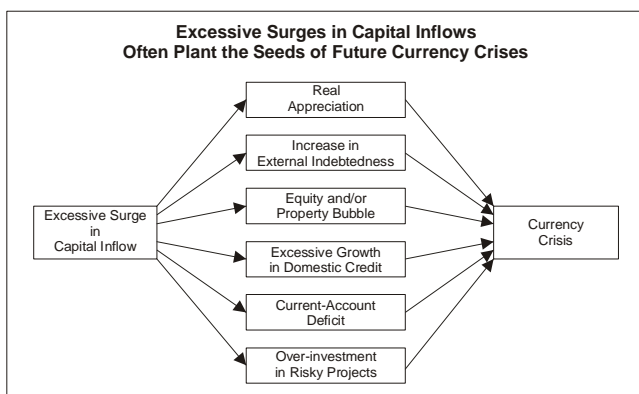 Excessive Surges in Capital Inflows
Often Plant the Seeds of Future Currency Crises
Real
Appreciation
Increase in
External Indebtedness
Equity and/or
Property Bubble
Excessive Surge
in
Capital Inflow
Currency
Crisis
Excessive Growth
in Domestic Credit
Current-Account
Deficit
Over-investment
in Risky Projects